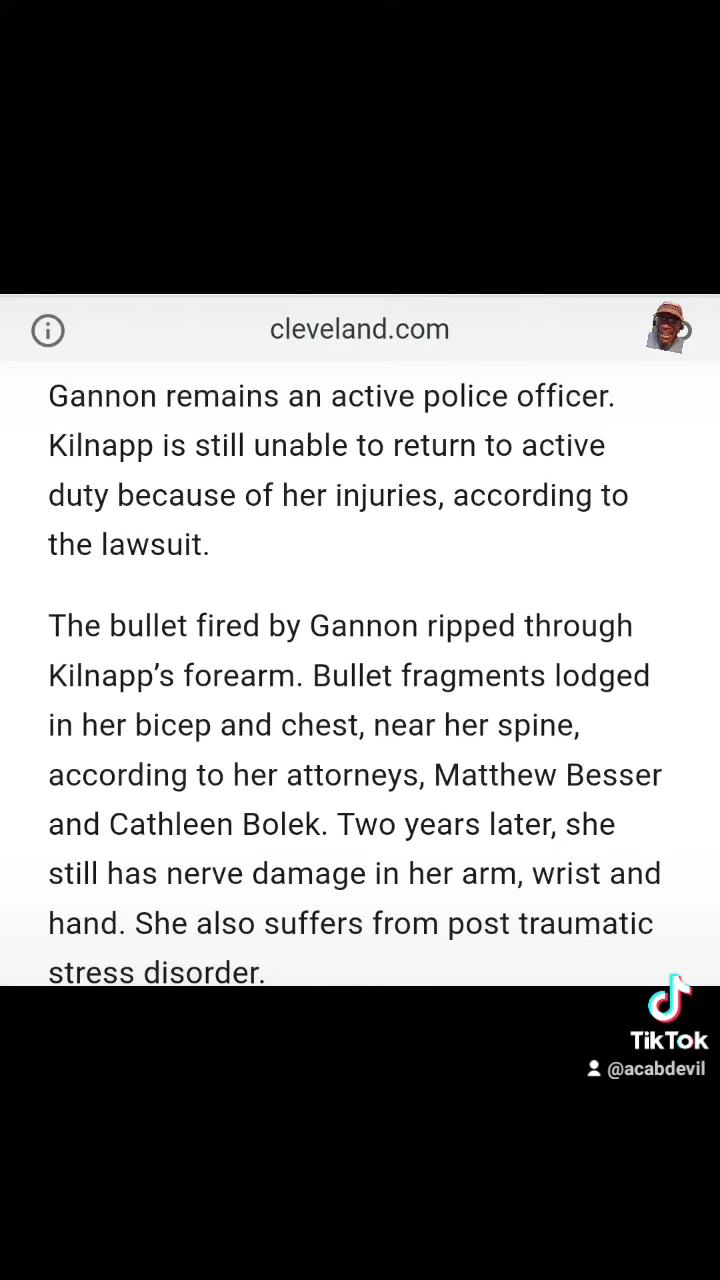 cleveland.com
Gannon remains an active police officer.
Kilnapp is still unable to return to active
duty because of her injuries, according to
the lawsuit.
The bullet fired by Gannon ripped through
Kilnapp’s forearm. Bullet fragments lodged
in her bicep and chest, near her spine,
according to her attorneys, Matthew Besser
and Cathleen Bolek. Two years later, she
still has nerve damage in her arm, wrist and
hand. She also suffers from post traumatic
stress disorder.
TikTok
@acabdevil